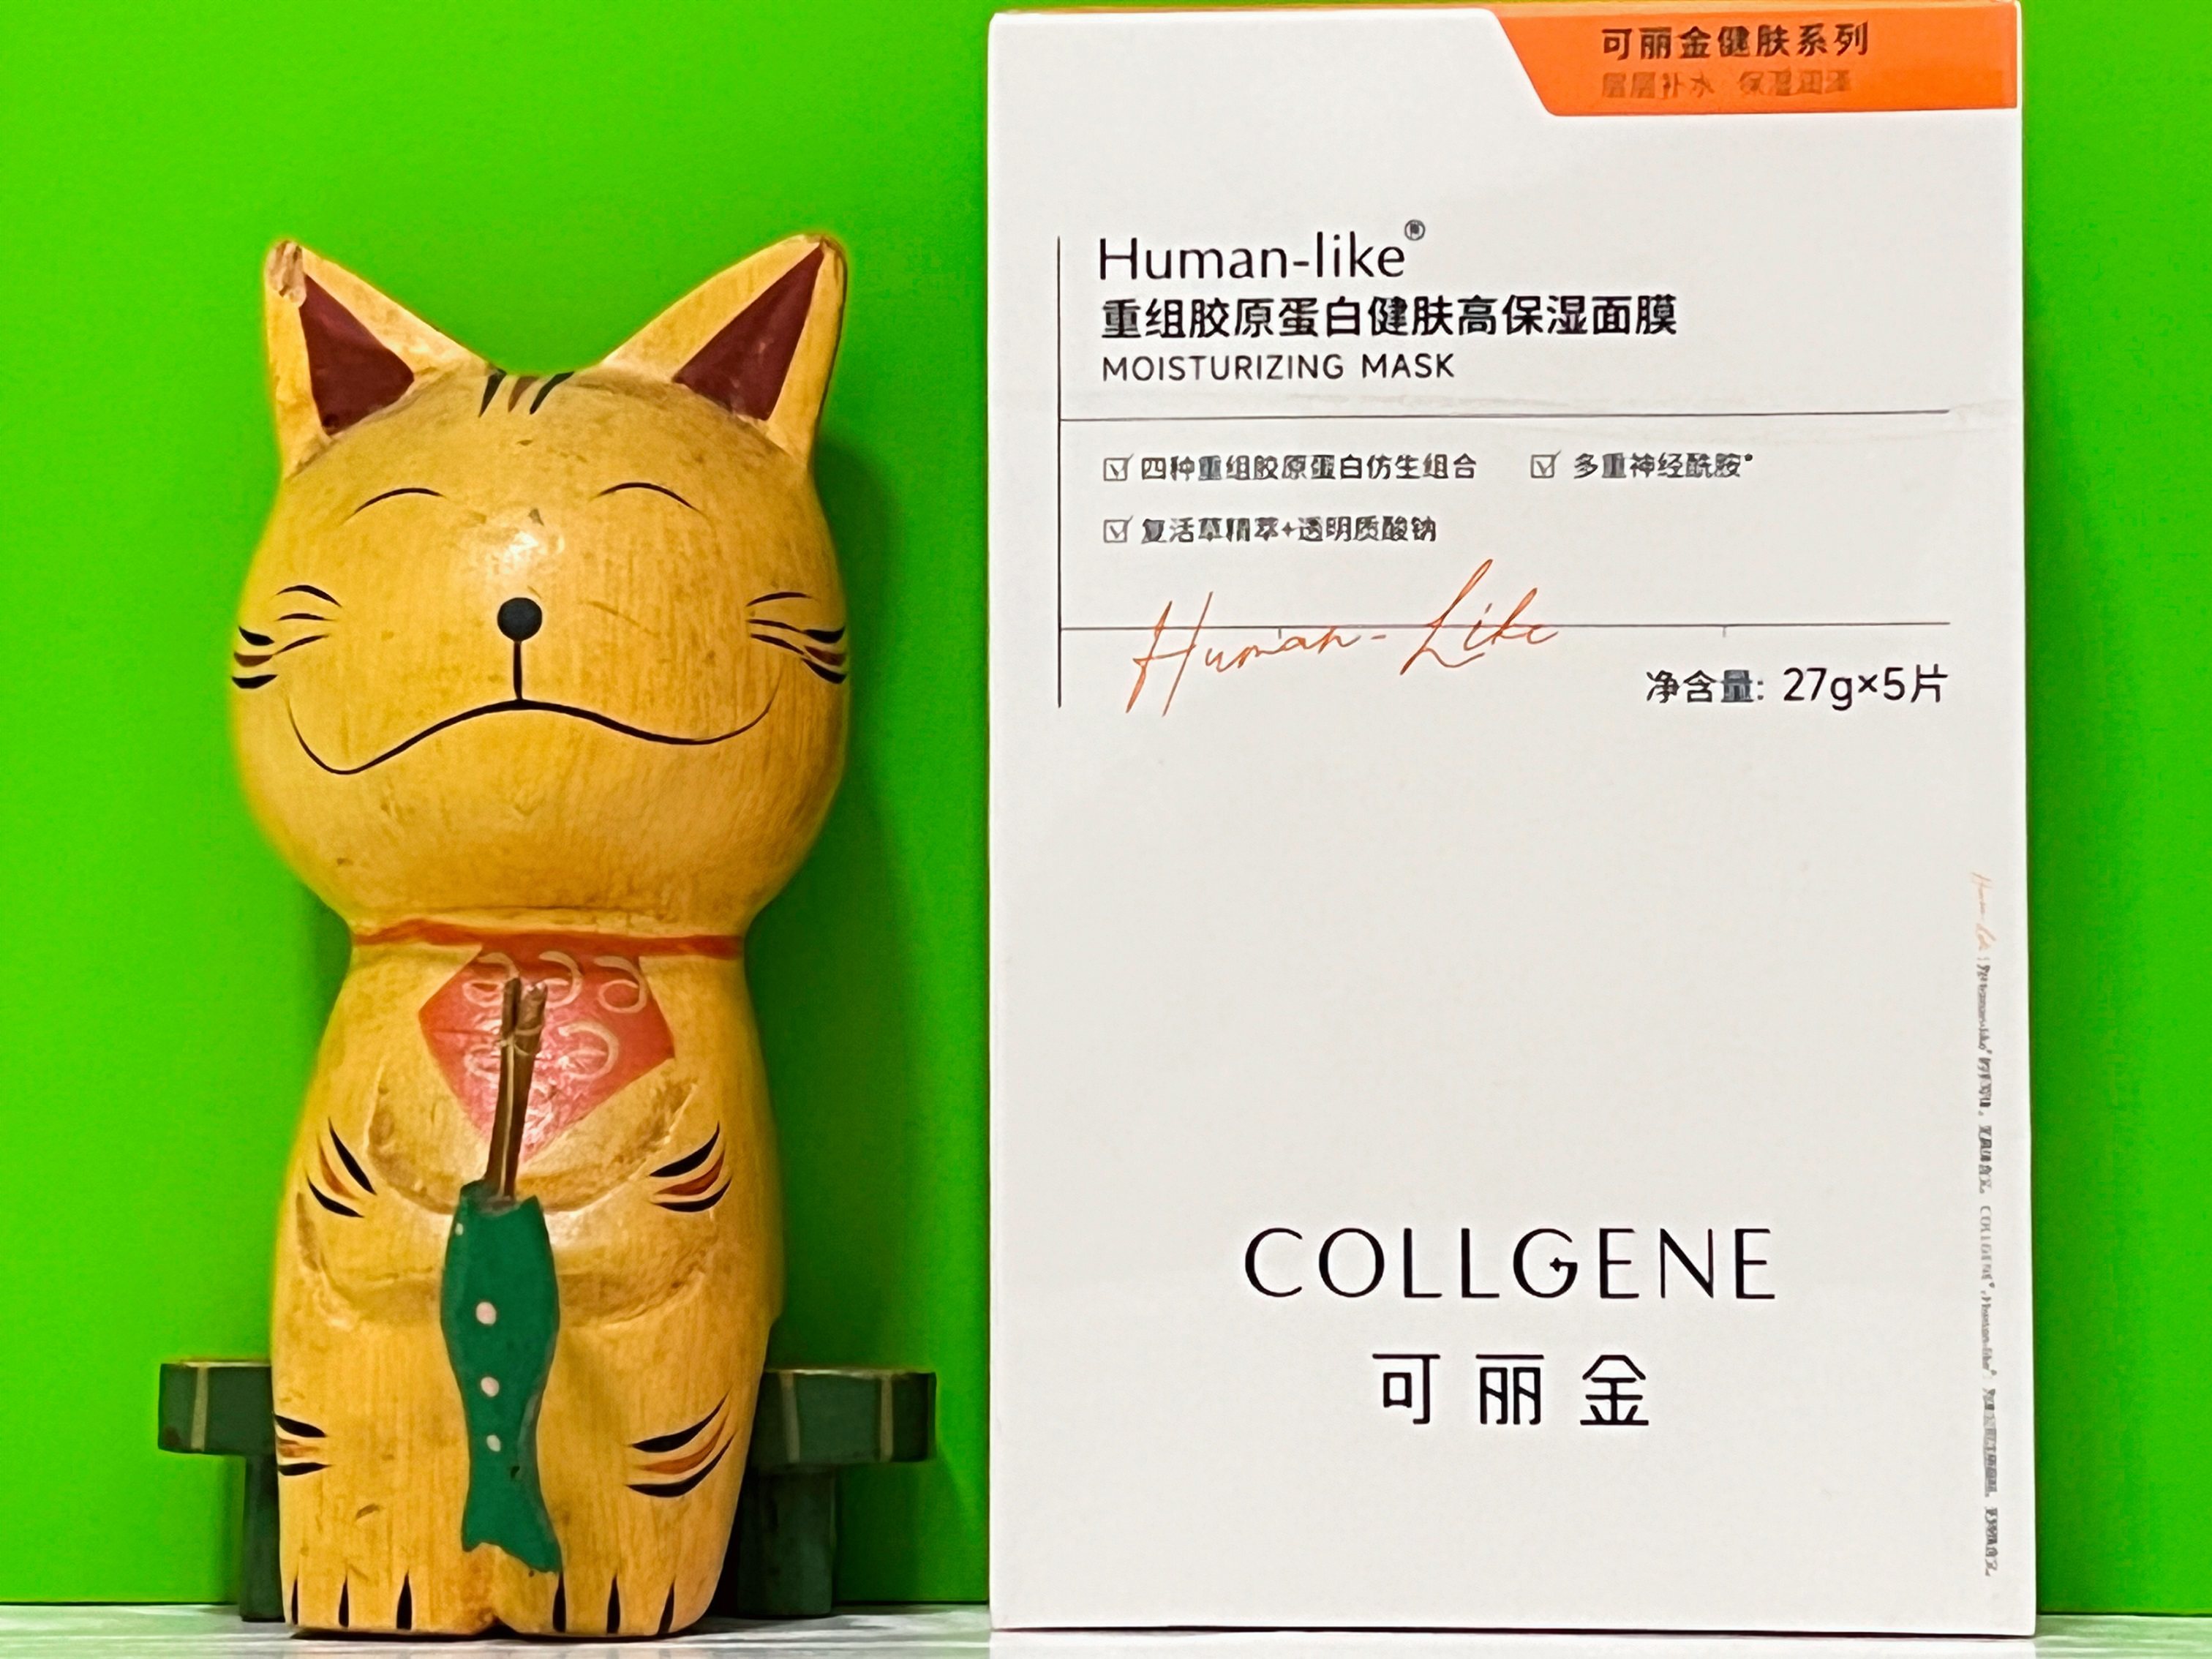 可丽金健肤系列
层层补水 保湿润泽
Human-like®
重组胶原蛋白健肤高保湿面膜
MOISTURIZING MASK
☑ 四种重组胶原蛋白仿生组合 ☑ 多重神经酰胺*
☑ 复活草精萃+透明质酸钠
Human-Like
净含量: 27g×5片
COLLGENE
可丽金